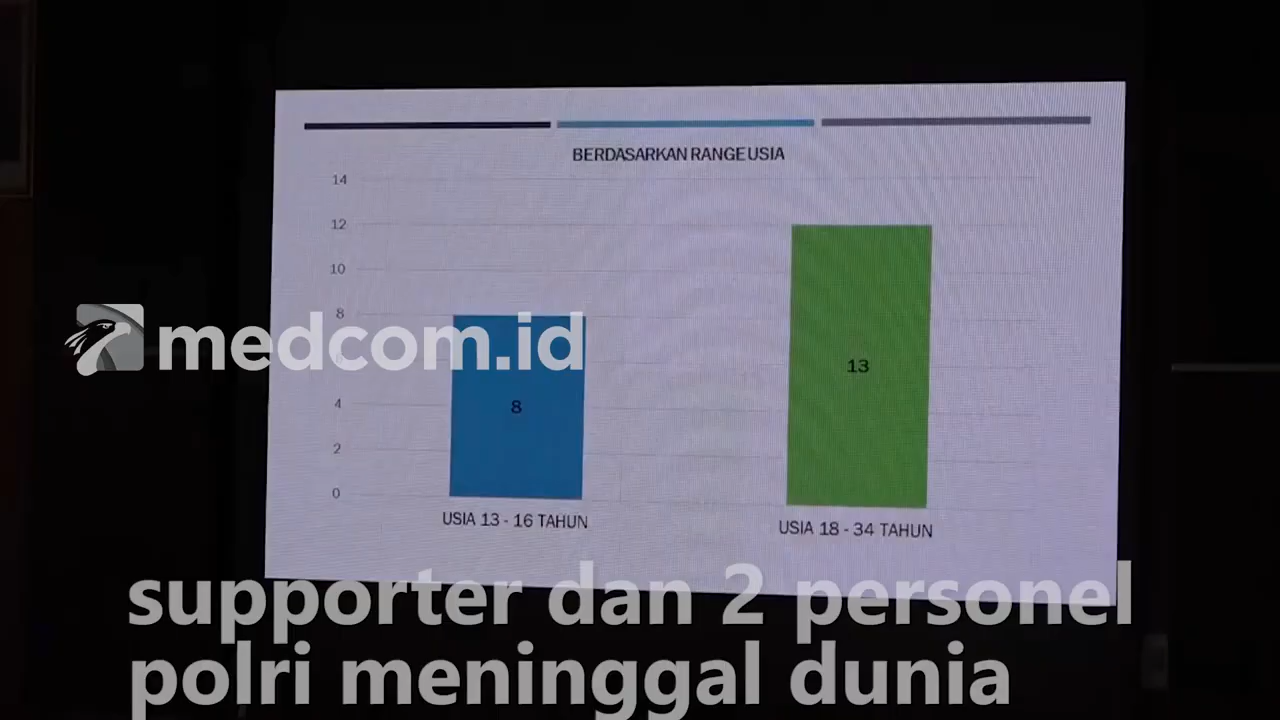 BERDASARKAN RANGE USIA
14
12
10
8
4
2
0
8
13
USIA 13 - 16 TAHUN
USIA 18 - 34 TAHUN
medcom.id
supporter dan 2 personel
polri meninggal dunia